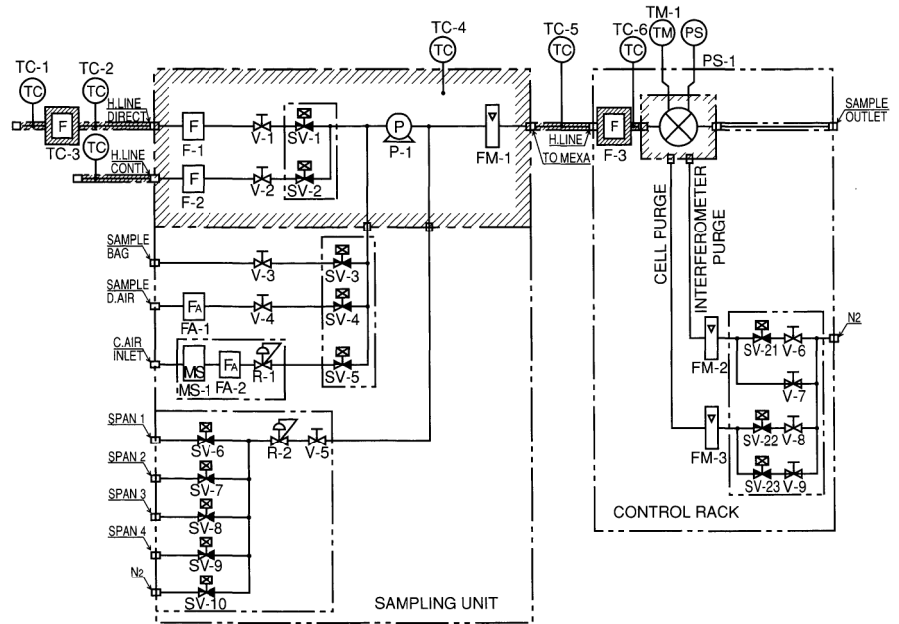 TM-1
TC-4
TC-5
TC-6
TM
PS
TC-1
TC-2
TC
TC
TC
PS-1
TC
TC
H.LINE
DIRECT
SAMPLE
OUTLET
F
F
P
F
TC-3
F-1
V-1
SV-1
P-1
FM-1
H.LINE
F-3
TC
TO MEXA
H.LINE
CONT
F
F-2
V-2
SV-2
CELL PURGE
INTERFEROMETER
PURGE
SAMPLE
BAG
V-3
SV-3
SAMPLE
D.AIR
FA
FA-1
V-4
SV-4
N2
C.AIR
INLET
MS
FA
MS-1
FA-2
R-1
SV-5
FM-2
SV-21
V-6
V-7
SPAN 1
SV-6
R-2
V-5
FM-3
SV-22
V-8
SPAN 2
SV-7
SV-23
V-9
SPAN 3
SV-8
CONTROL RACK
SPAN 4
SV-9
N2
SV-10
SAMPLING UNIT